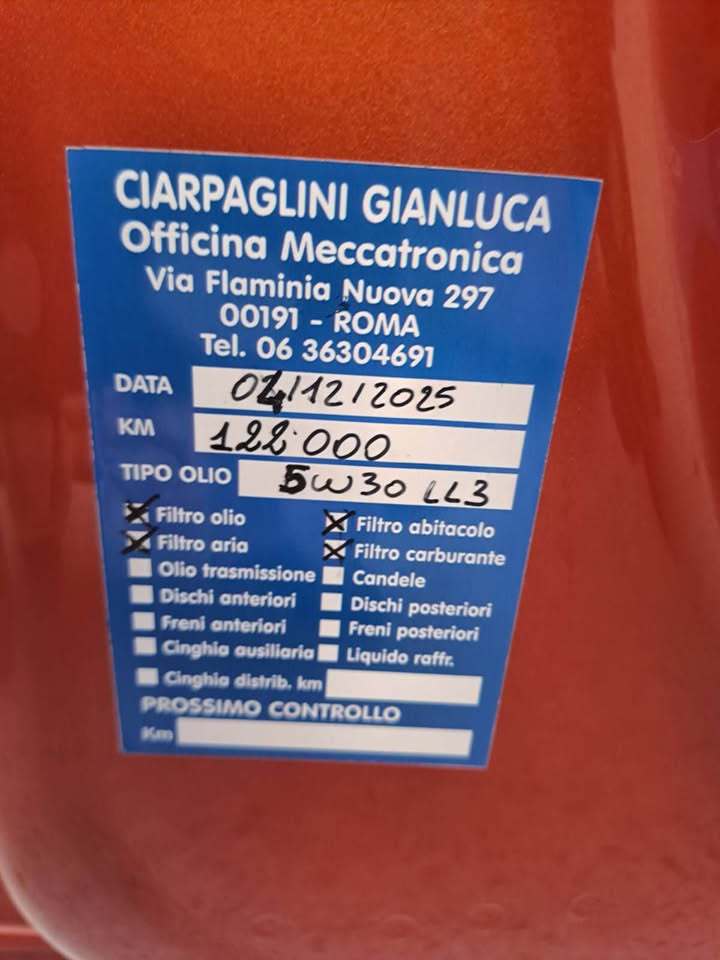 CIARPAGLINI GIANLUCA
Officina Meccatronica
Via Flaminia Nuova 297
00191 - ROMA
Tel. 06 36304691
DATA 04/12/2025
KM 122.000
TIPO OLIO 5W30 LL3
Filtro olio Filtro abitacolo
Filtro aria Filtro carburante
Olio trasmissione Candele
Dischi anteriori Dischi posteriori
Freni anteriori Freni posteriori
Cinghia ausiliaria Liquido raffr.
Cinghia distrib. km
PROSSIMO CONTROLLO
Km